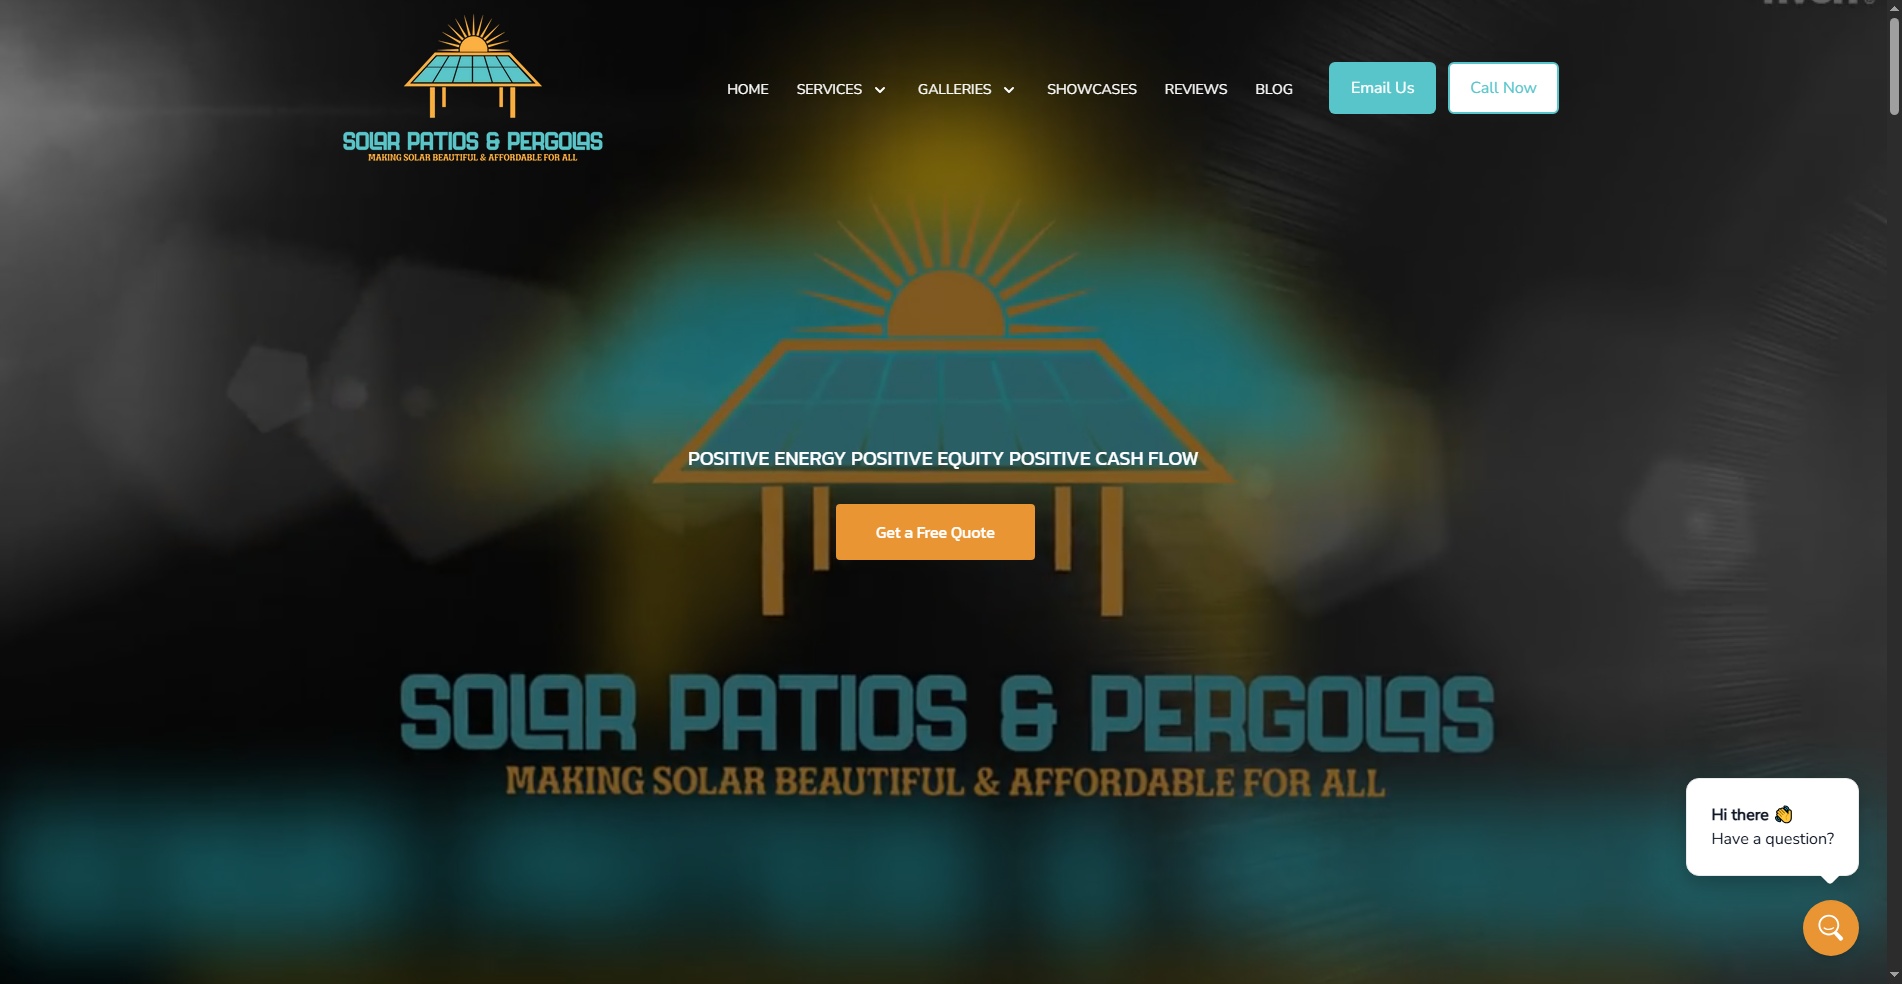 SOLAR PATIOS & PERGOLAS
MAKING SOLAR BEAUTIFUL & AFFORDABLE FOR ALL
HOME
SERVICES
GALLERIES
SHOWCASES
REVIEWS
BLOG
Email Us
Call Now
POSITIVE ENERGY POSITIVE EQUITY POSITIVE CASH FLOW
Get a Free Quote
SOLAR PATIOS & PERGOLAS
MAKING SOLAR BEAUTIFUL & AFFORDABLE FOR ALL
Hi there 👋
Have a question?